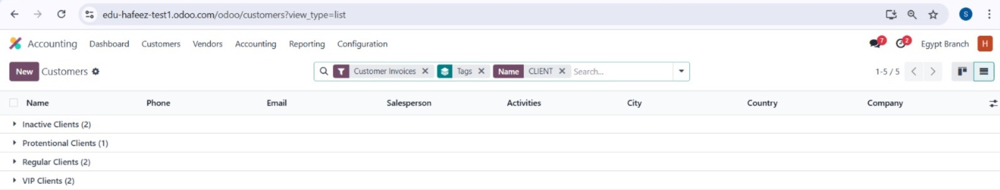 edu-hafeez-test1.odoo.com/odoo/customers?view_type=list
S
Accounting Dashboard Customers Vendors Accounting Reporting Configuration 7 2 Egypt Branch H
New Customers Customer Invoices Tags Name CLIENT Search... 1-5 / 5
Name Phone Email Salesperson Activities City Country Company
Inactive Clients (2)
Protentional Clients (1)
Regular Clients (2)
VIP Clients (2)